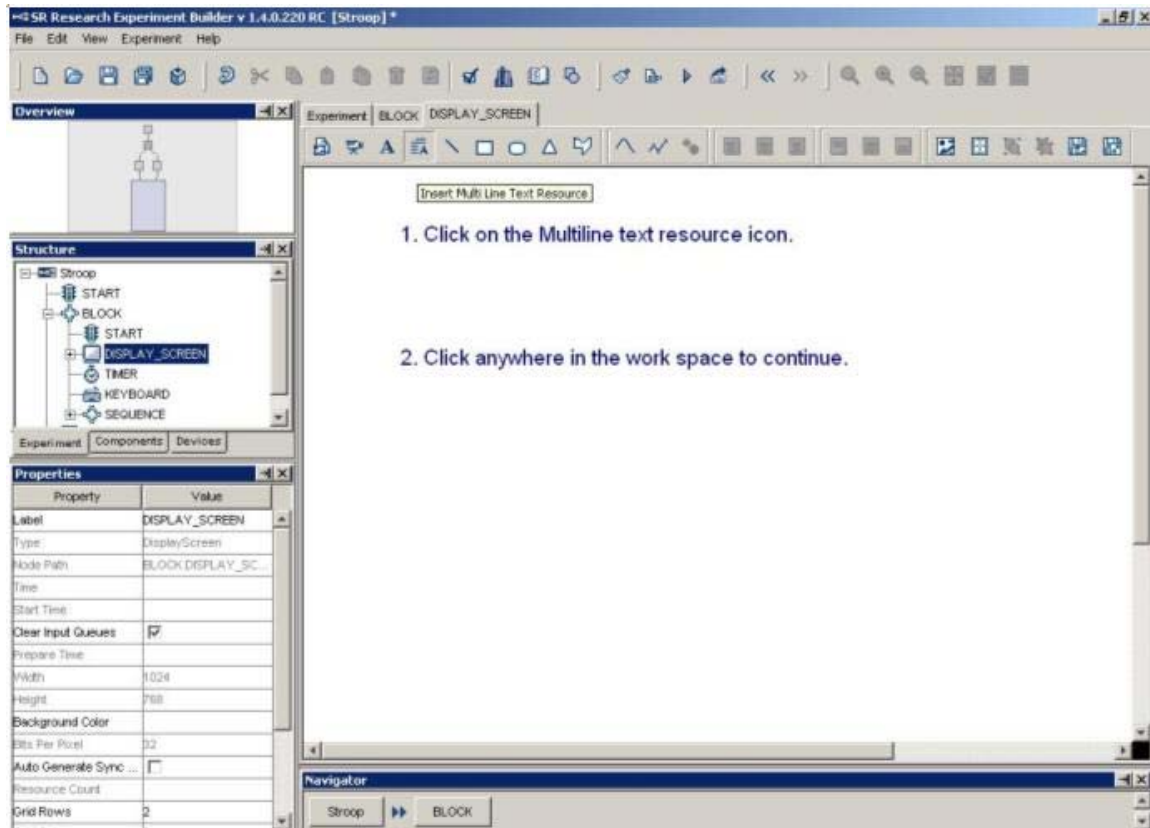 SR Research Experiment Builder v 1.4.0.220 RC [Stroop] *
File Edit View Experiment Help
Overview
Structure
Stroop
START
BLOCK
START
DISPLAY_SCREEN
TIMER
KEYBOARD
SEQUENCE
Experiment Components Devices
Properties
Property Value
Label DISPLAY_SCREEN
Type DisplayScreen
Node Path BLOCK.DISPLAY_SC...
Time
Start Time
Clear Input Queues
Prepare Time
Width 1024
Height 768
Background Color
Bits Per Pixel 32
Auto Generate Sync ...
Resource Count
Grid Rows 2
Experiment BLOCK DISPLAY_SCREEN
Insert Multi Line Text Resource
1. Click on the Multiline text resource icon.
2. Click anywhere in the work space to continue.
Navigator
Stroop BLOCK